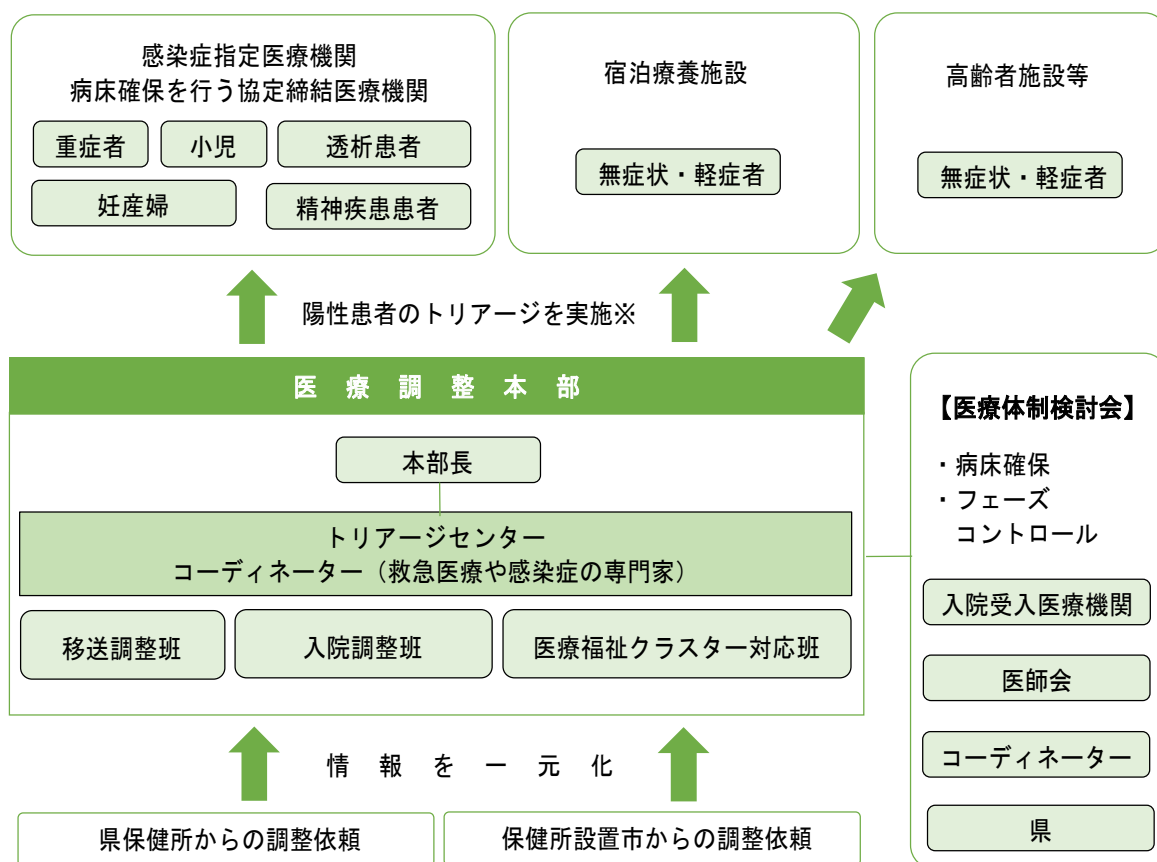 感染症指定医療機関
病床確保を行う協定締結医療機関
重症者
小児
透析患者
妊産婦
精神疾患患者
宿泊療養施設
無症状・軽症者
高齢者施設等
無症状・軽症者
陽性患者のトリアージを実施※
医療調整本部
本部長
トリアージセンター
コーディネーター（救急医療や感染症の専門家）
移送調整班
入院調整班
医療福祉クラスター対応班
【医療体制検討会】
・病床確保
・フェーズ
コントロール
入院受入医療機関
医師会
コーディネーター
県
情報を一元化
県保健所からの調整依頼
保健所設置市からの調整依頼